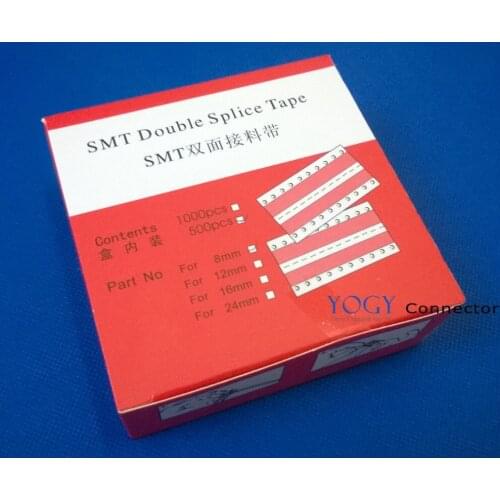 SMT Double Splice Tape
SMT双面接料带
Contents 1000pcs
盒内装 500pcs
Part No For 8mm
For 12mm
For 16mm
For 24mm
YOGY Connector